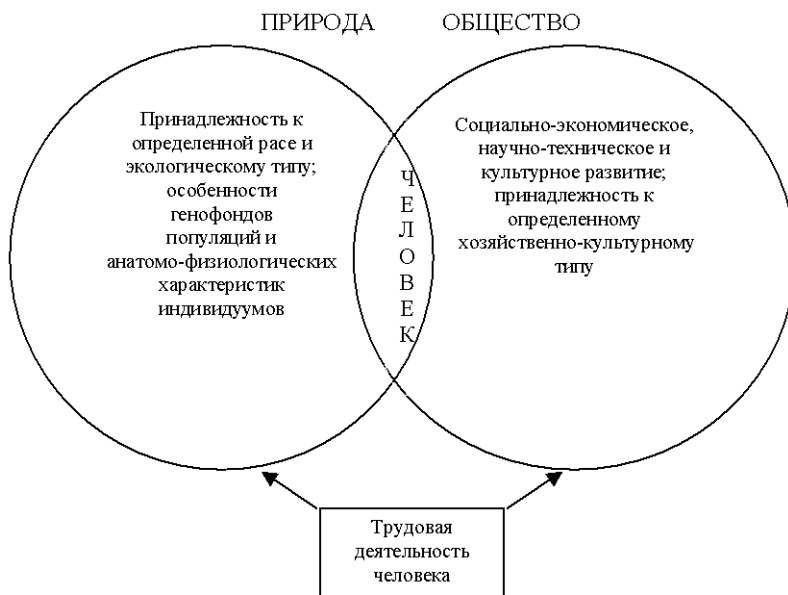 ПРИРОДА ОБЩЕСТВО
Принадлежность к
определенной расе и
экологическому типу;
особенности
генофондов
популяций и
анатомо-физиологических
характеристик
индивидуумов
ЧЕЛОВЕК
Социально-экономическое,
научно-техническое и
культурное развитие;
принадлежность к
определенному
хозяйственно-культурному
типу
Трудовая
деятельность
человека